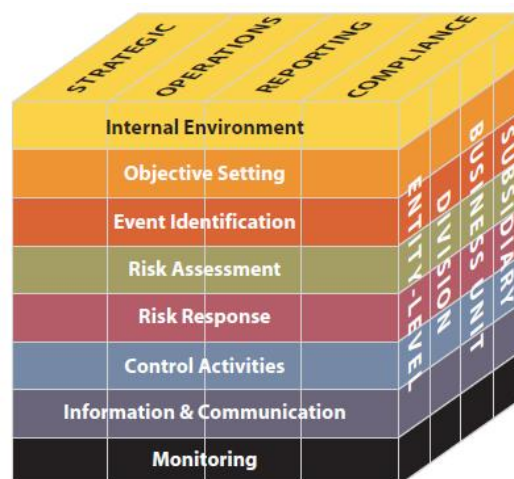 STRATEGIC
OPERATIONS
REPORTING
COMPLIANCE
Internal Environment
Objective Setting
Event Identification
Risk Assessment
Risk Response
Control Activities
Information & Communication
Monitoring
ENTITY-LEVEL
DIVISION
BUSINESS UNIT
SUBSIDIARY